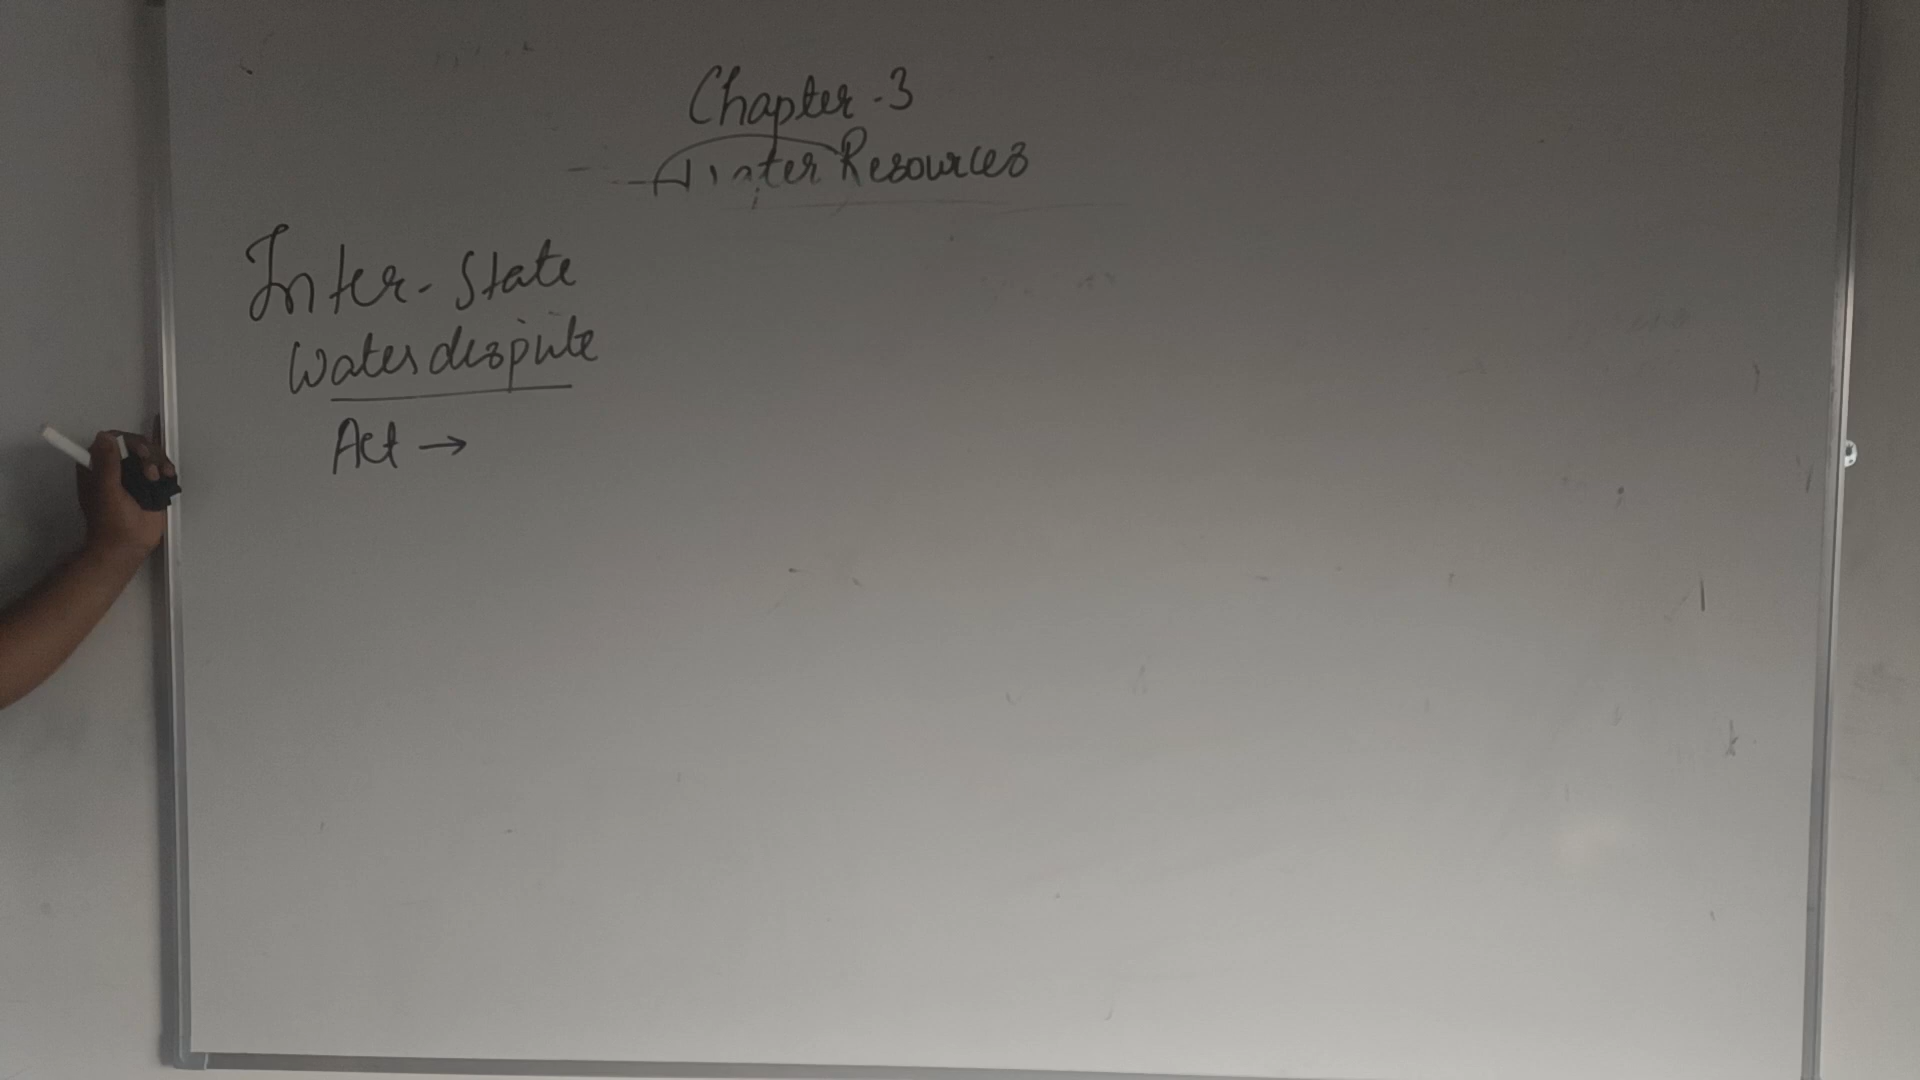 Chapter-3
Water Resources
Inter-State
Water dispute
Act →